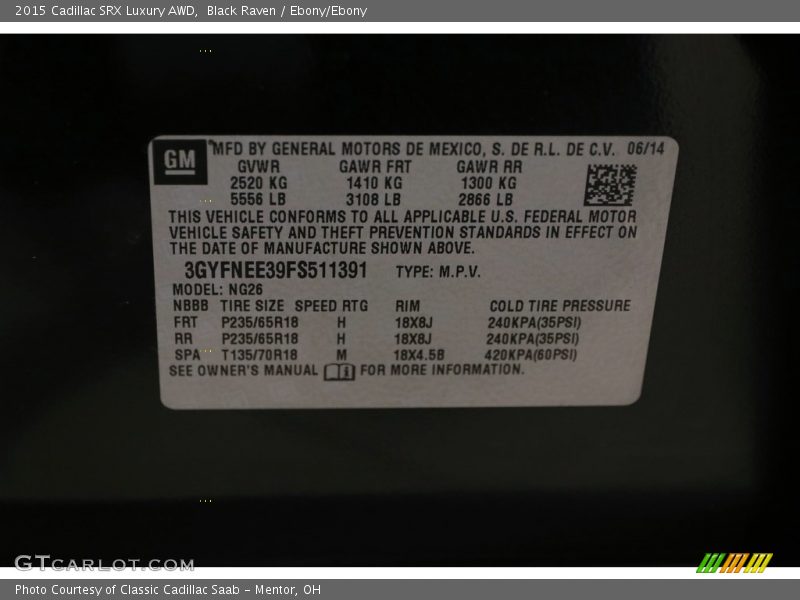 2015 Cadillac SRX Luxury AWD, Black Raven / Ebony/Ebony
GM MFD BY GENERAL MOTORS DE MEXICO, S. DE R.L. DE C.V. 06/14
GVWR GAWR FRT GAWR RR
2520 KG 1410 KG 1300 KG
5556 LB 3108 LB 2866 LB
THIS VEHICLE CONFORMS TO ALL APPLICABLE U.S. FEDERAL MOTOR
VEHICLE SAFETY AND THEFT PREVENTION STANDARDS IN EFFECT ON
THE DATE OF MANUFACTURE SHOWN ABOVE.
3GYFNEE39FS511391 TYPE: M.P.V.
MODEL: NG26
NBBB TIRE SIZE SPEED RTG RIM COLD TIRE PRESSURE
FRT P235/65R18 H 18X8J 240KPA(35PSI)
RR P235/65R18 H 18X8J 240KPA(35PSI)
SPA T135/70R18 M 18X4.5B 420KPA(60PSI)
SEE OWNER'S MANUAL FOR MORE INFORMATION.
GTCARLOT.COM
Photo Courtesy of Classic Cadillac Saab - Mentor, OH